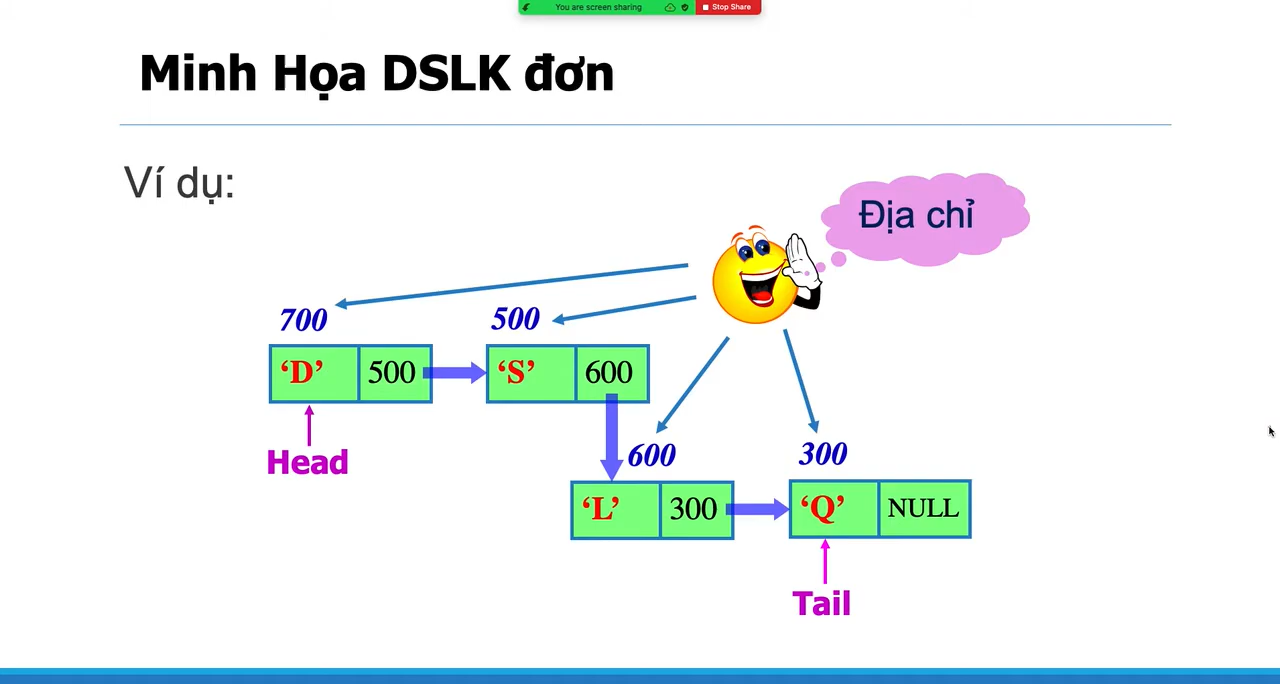 You are screen sharing
Stop Share
Minh Họa DSLK đơn
Ví dụ:
Địa chỉ
700
500
‘D’ 500
‘S’ 600
Head
600
300
‘L’ 300
‘Q’ NULL
Tail